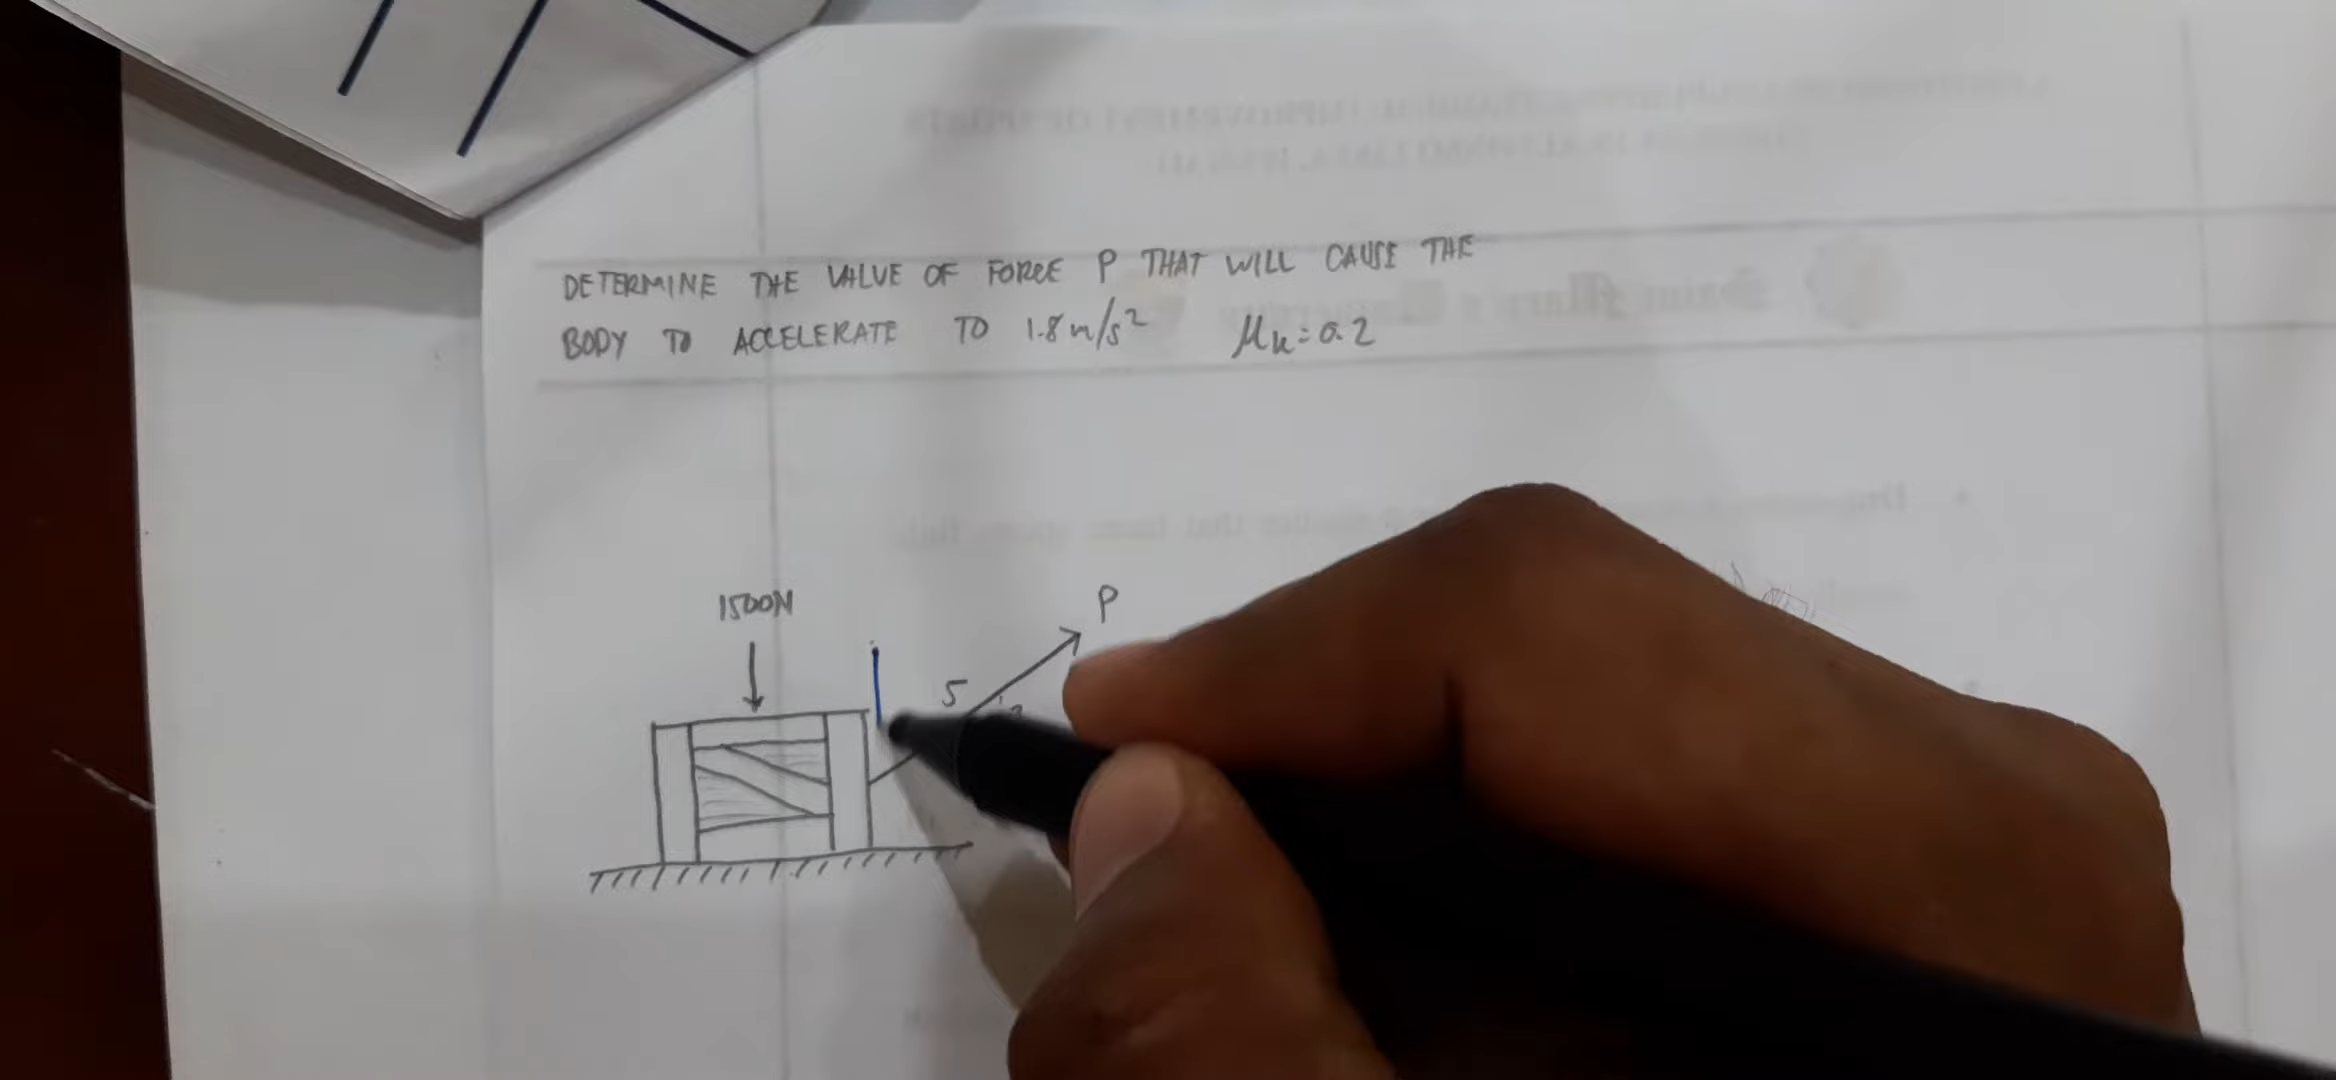 DETERMINE THE VALUE OF FORCE P THAT WILL CAUSE THE
BODY TO ACCELERATE TO 1.8 m/s² μk = 0.2
1500N
P
5